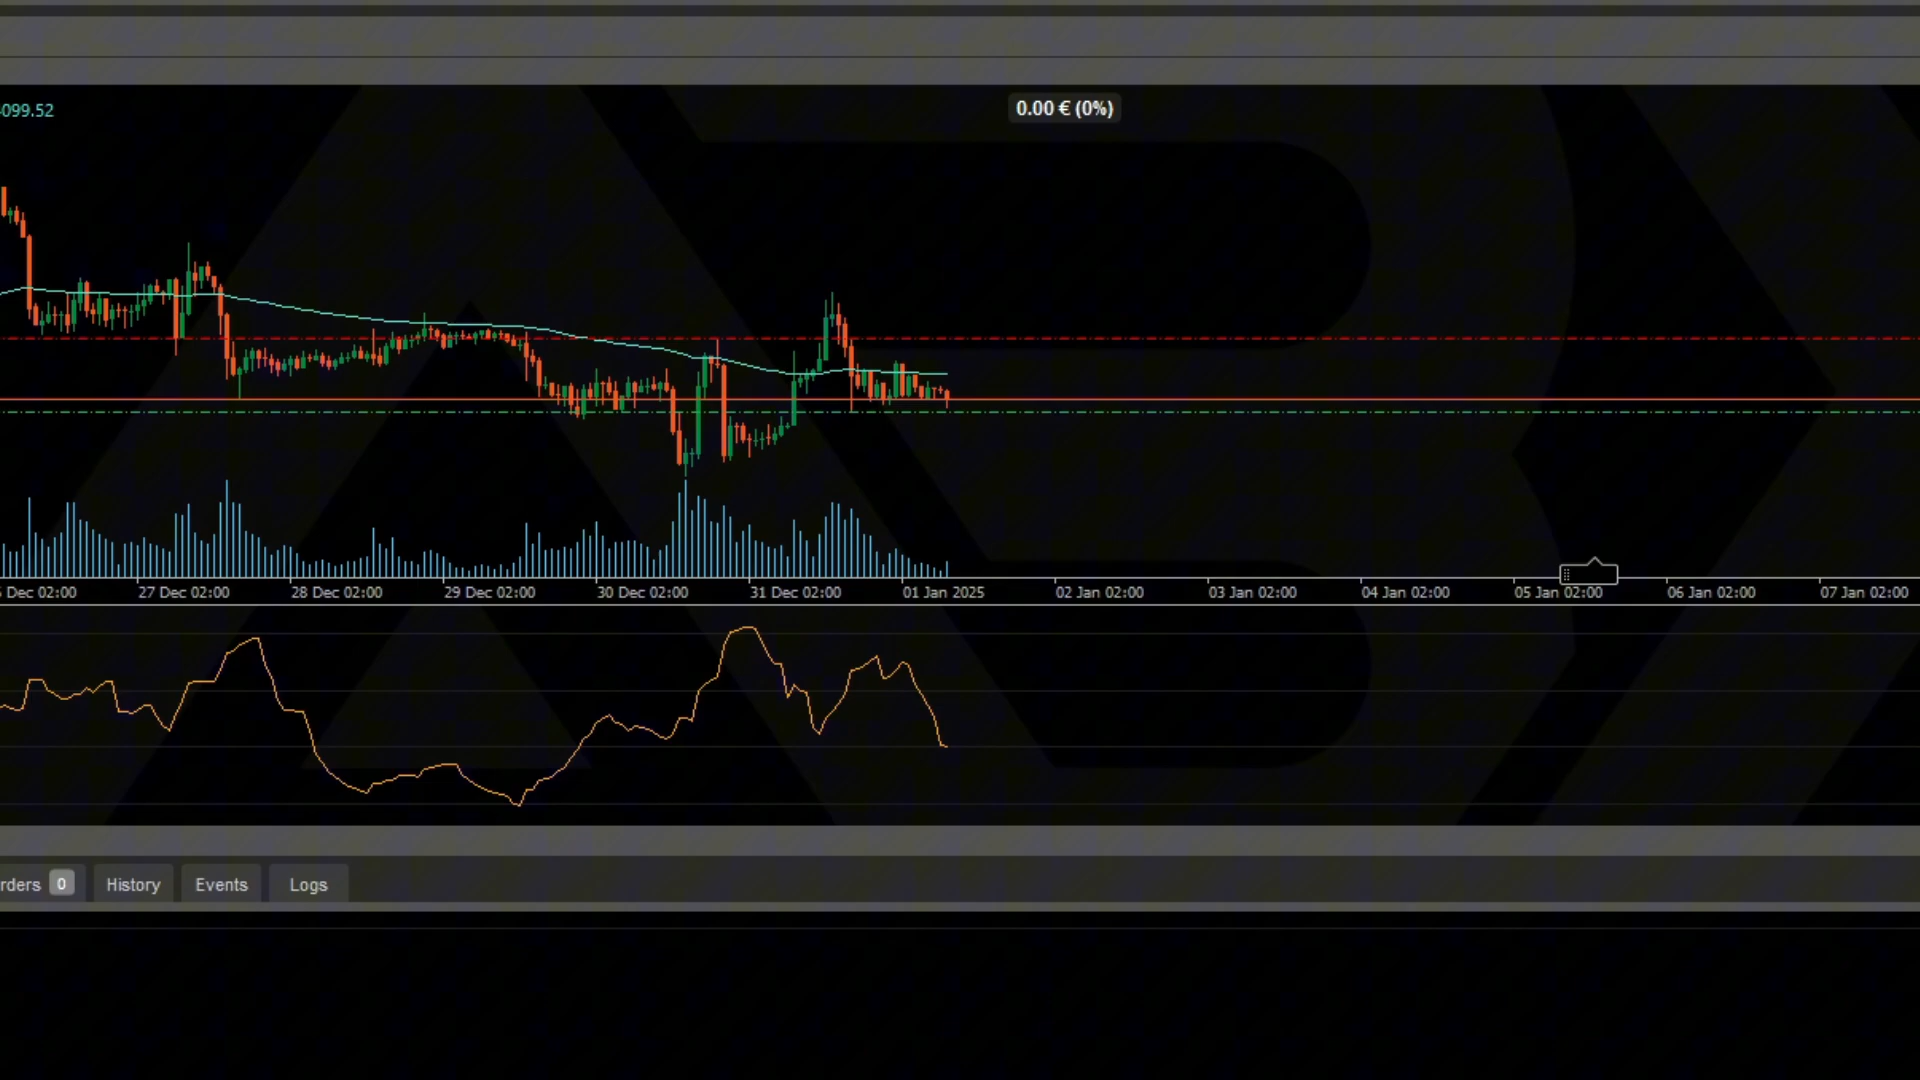 099.52
0.00 € (0%)
Dec 02:00 27 Dec 02:00 28 Dec 02:00 29 Dec 02:00 30 Dec 02:00 31 Dec 02:00 01 Jan 2025 02 Jan 02:00 03 Jan 02:00 04 Jan 02:00 05 Jan 02:00 06 Jan 02:00 07 Jan 02:00
rders 0 History Events Logs